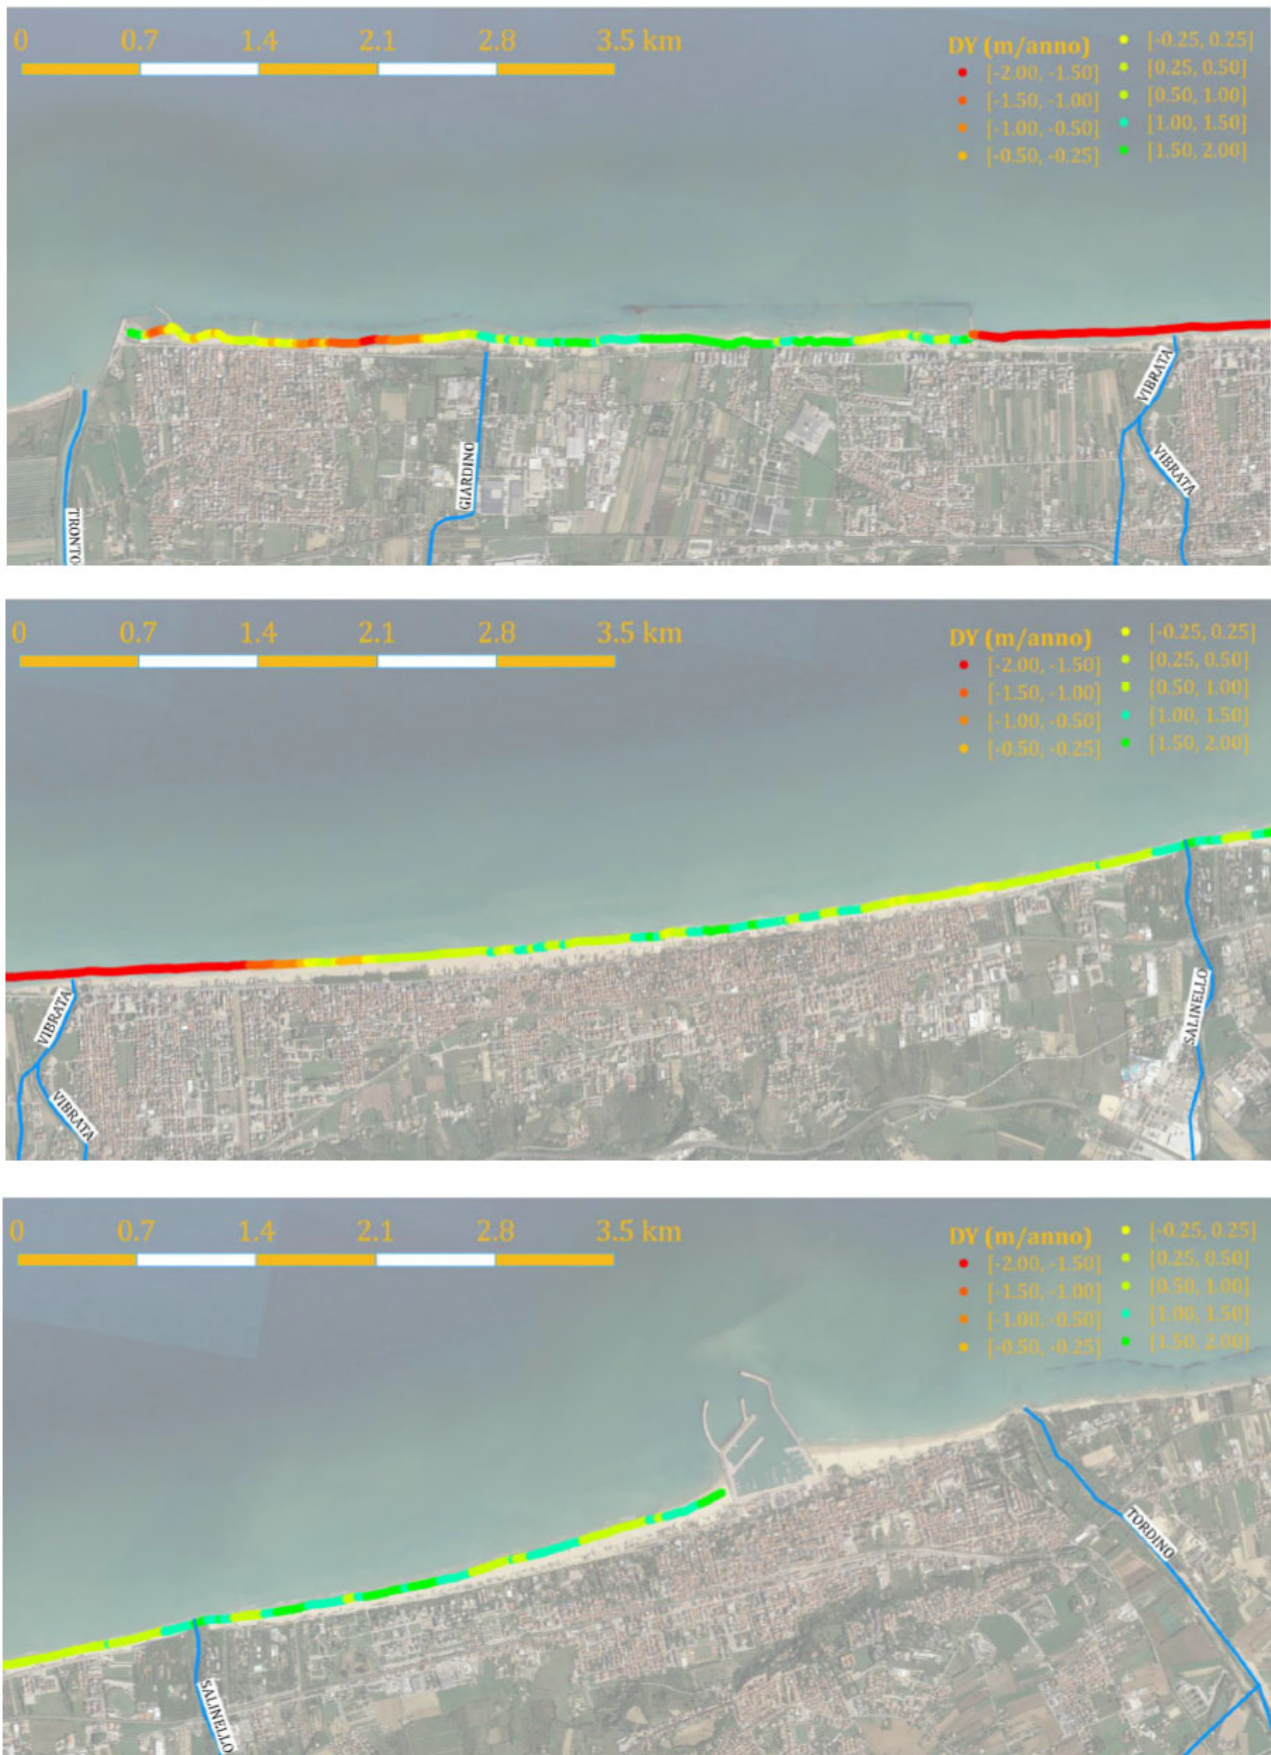 0 0.7 1.4 2.1 2.8 3.5 km
DY (m/anno)
[-2.00, -1.50]
[-1.50, -1.00]
[-1.00, -0.50]
[-0.50, -0.25]
[-0.25, 0.25]
[0.25, 0.50]
[0.50, 1.00]
[1.00, 1.50]
[1.50, 2.00]
TRONTO
GIARDINO
VIBRATA
VIBRATA
0 0.7 1.4 2.1 2.8 3.5 km
DY (m/anno)
[-2.00, -1.50]
[-1.50, -1.00]
[-1.00, -0.50]
[-0.50, -0.25]
[-0.25, 0.25]
[0.25, 0.50]
[0.50, 1.00]
[1.00, 1.50]
[1.50, 2.00]
VIBRATA
VIBRATA
SALINELLO
0 0.7 1.4 2.1 2.8 3.5 km
DY (m/anno)
[-2.00, -1.50]
[-1.50, -1.00]
[-1.00, -0.50]
[-0.50, -0.25]
[-0.25, 0.25]
[0.25, 0.50]
[0.50, 1.00]
[1.00, 1.50]
[1.50, 2.00]
SALINELLO
TORDINO